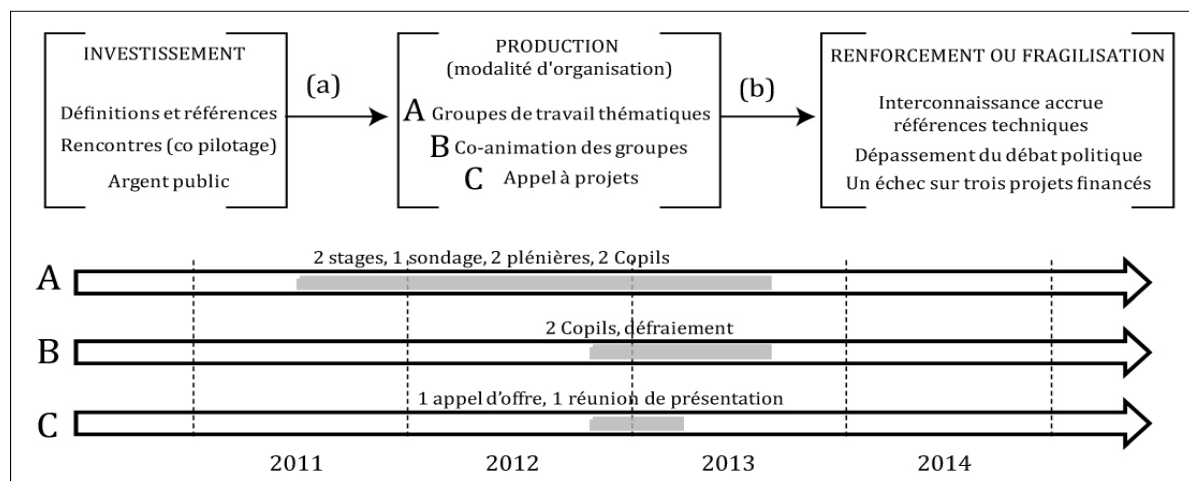 INVESTISSEMENT
Définitions et références
Rencontres (co pilotage)
Argent public
(a)
PRODUCTION
(modalité d'organisation)
A Groupes de travail thématiques
B Co-animation des groupes
C Appel à projets
(b)
RENFORCEMENT OU FRAGILISATION
Interconnaissance accrue
références techniques
Dépassement du débat politique
Un échec sur trois projets financés
2 stages, 1 sondage, 2 plénières, 2 Copils
A
2 Copils, défraiement
B
1 appel d'offre, 1 réunion de présentation
C
2011 2012 2013 2014